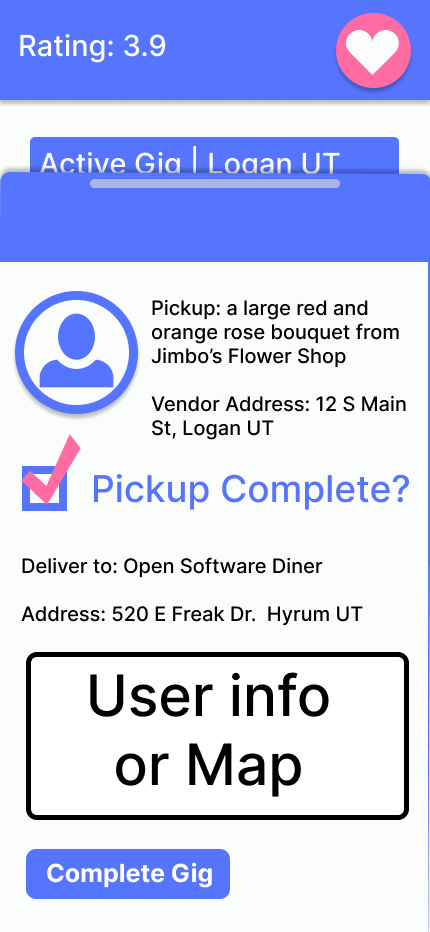 Rating: 3.9
Active Gig | Logan UT
Pickup: a large red and
orange rose bouquet from
Jimbo’s Flower Shop
Vendor Address: 12 S Main
St, Logan UT
Pickup Complete?
Deliver to: Open Software Diner
Address: 520 E Freak Dr.  Hyrum UT
User info
or Map
Complete Gig